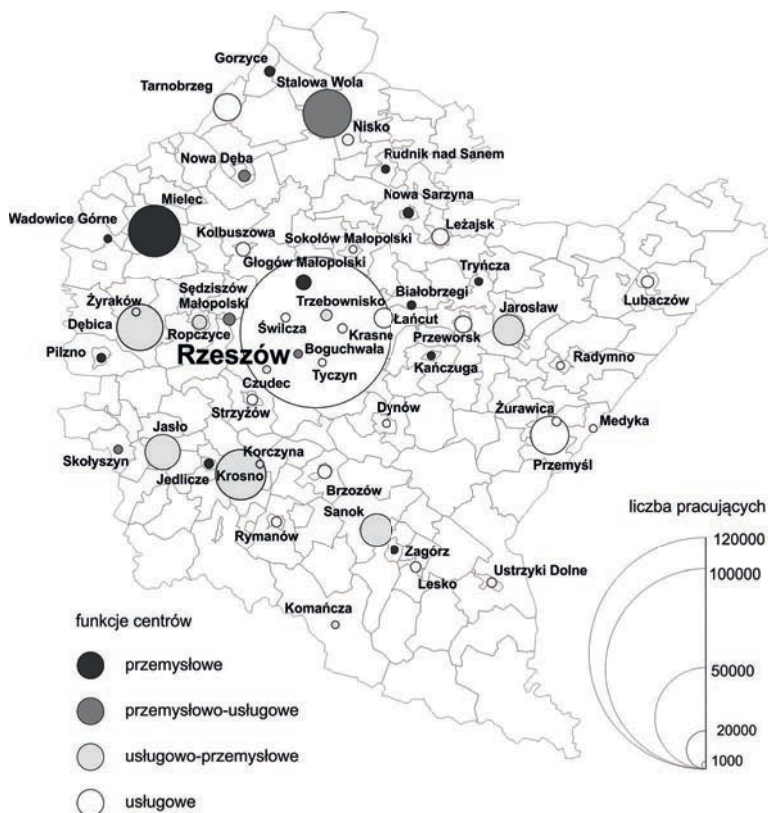 Gorzyce
Stalowa Wola
Tarnobrzeg
Nisko
Nowa Dęba
Rudnik nad Sanem
Mielec
Nowa Sarzyna
Wadowice Górne
Kolbuszowa
Leżajsk
Sokołów Małopolski
Głogów Małopolski
Tryńcza
Żyraków
Sędziszów
Małopolski
Trzebownisko
Białobrzegi
Lubaczów
Jarosław
Dębica
Ropczyce
Świlcza
Krasne
Łańcut
Przeworsk
Pilzno
Rzeszów
Boguchwała
Kańczuga
Radymno
Czudec
Tyczyn
Strzyżów
Dynów
Żurawica
Medyka
Jasło
Skołyszyn
Korczyna
Przemyśl
Jedlicze
Krosno
Brzozów
Sanok
Rymanów
Zagórz
Lesko
Ustrzyki Dolne
Komańcza
liczba pracujących
120000
100000
50000
20000
1000
funkcje centrów
przemysłowe
przemysłowo-usługowe
usługowo-przemysłowe
usługowe